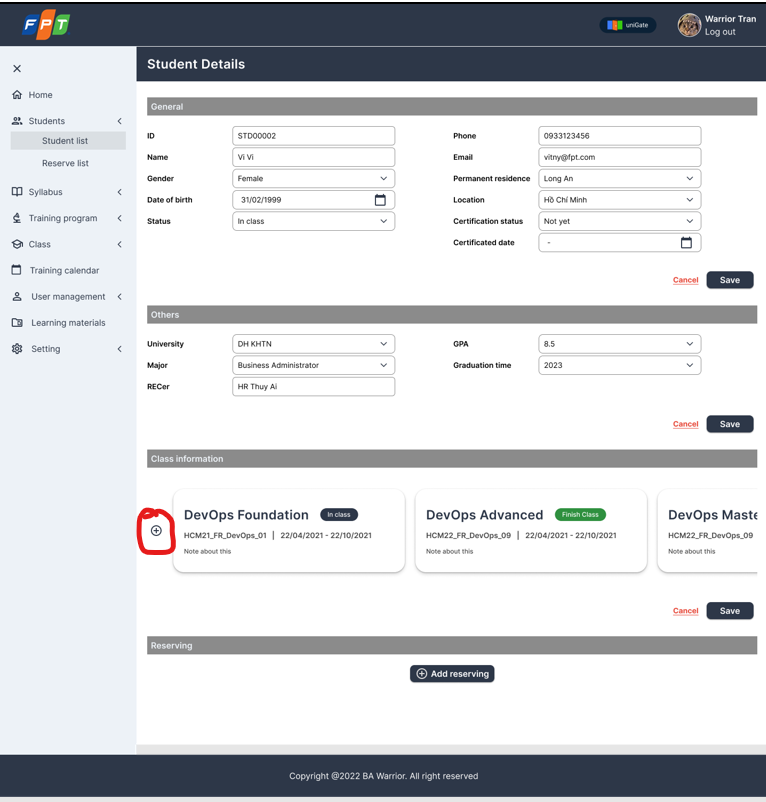 FPT
uniGate
Warrior Tran
Log out
Student Details
Home
Students
Student list
Reserve list
Syllabus
Training program
Class
Training calendar
User management
Learning materials
Setting
General
ID STD00002
Phone 0933123456
Name Vi Vi
Email vitny@fpt.com
Gender Female
Permanent residence Long An
Date of birth 31/02/1999
Location Hồ Chí Minh
Status In class
Certification status Not yet
Certificated date -
Cancel Save
Others
University DH KHTN
GPA 8.5
Major Business Administrator
Graduation time 2023
RECer HR Thuy Ai
Cancel Save
Class information
DevOps Foundation In class
HCM21_FR_DevOps_01 | 22/04/2021 - 22/10/2021
Note about this
DevOps Advanced Finish Class
HCM22_FR_DevOps_09 | 22/04/2021 - 22/10/2021
Note about this
DevOps Maste
HCM22_FR_DevOps_09
Note about this
Cancel Save
Reserving
Add reserving
Copyright @2022 BA Warrior. All right reserved